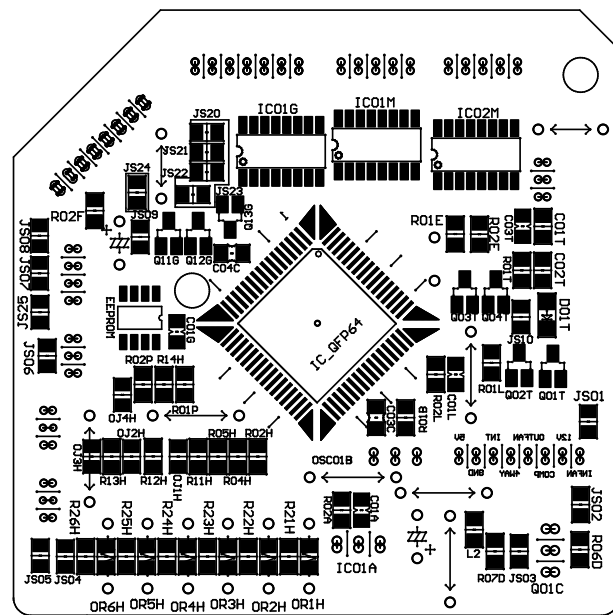 JS20
IC01G
IC01M
IC02M
JS21
JS24
JS22
JS23
R02F
JS09
Q13G
R01E
R02E
C03T
C01T
JS08
Q11G
Q12G
C04C
JS07
R01T
C02T
JS25
EEPROM
C01G
Q03T
Q04T
JS10
D01T
IC_QFP64
JS06
R02P
R14H
R01L
R02L
C01L
Q02T
Q01T
OJ4H
R01P
JS01
C03C
R01B
OJ3H
OJ2H
R05H
R02H
R13H
R12H
OJ1H
R11H
R04H
OSC01B
6V
GND
INT
4WAY
OUTFAN
COMP
12V
INFAN
JS02
R26H
R25H
R24H
R23H
R22H
R21H
R02A
C01A
L2
R06D
JS05
JS04
IC01A
R07D
JS03
Q01C
OR6H
OR5H
OR4H
OR3H
OR2H
OR1H